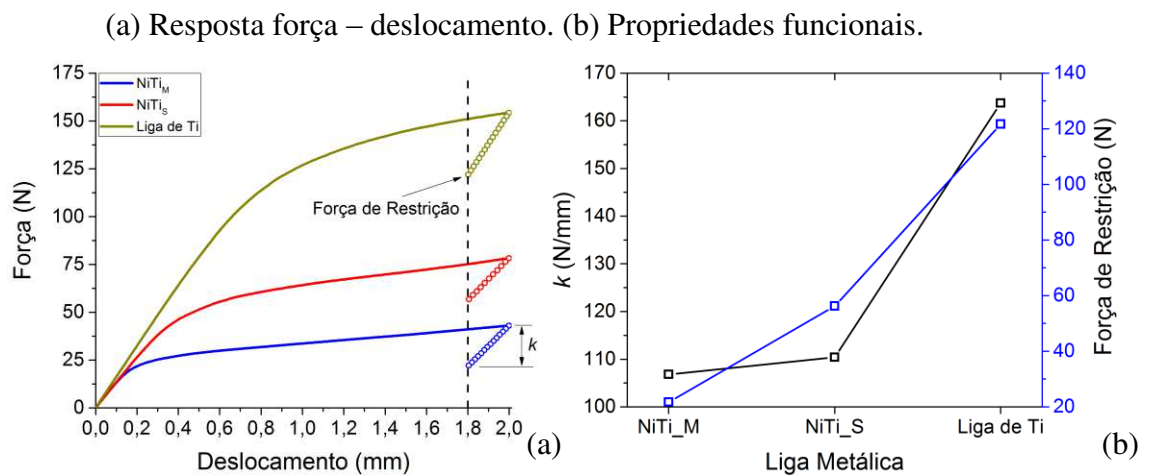 (a) Resposta força – deslocamento. (b) Propriedades funcionais.
175
150
125
100
75
50
25
0
Força (N)
NiTi_M
NiTi_S
Liga de Ti
Força de Restrição
k
0,0 0,2 0,4 0,6 0,8 1,0 1,2 1,4 1,6 1,8 2,0
Deslocamento (mm)
(a)
170
160
150
140
130
120
110
100
k (N/mm)
140
120
100
80
60
40
20
Força de Restrição (N)
NiTi_M NiTi_S Liga de Ti
Liga Metálica
(b)